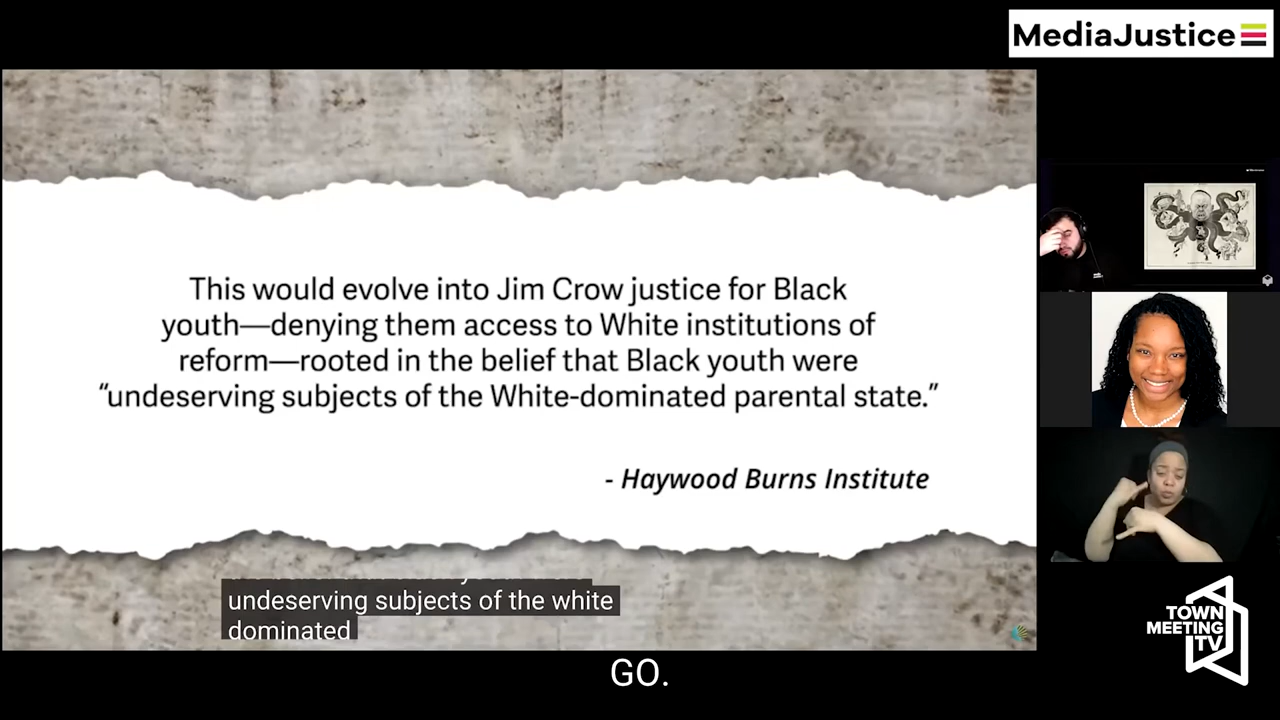 MediaJustice
This would evolve into Jim Crow justice for Black
youth—denying them access to White institutions of
reform—rooted in the belief that Black youth were
“undeserving subjects of the White-dominated parental state.”
- Haywood Burns Institute
undeserving subjects of the white
dominated
GO.
TOWN
MEETING
TV